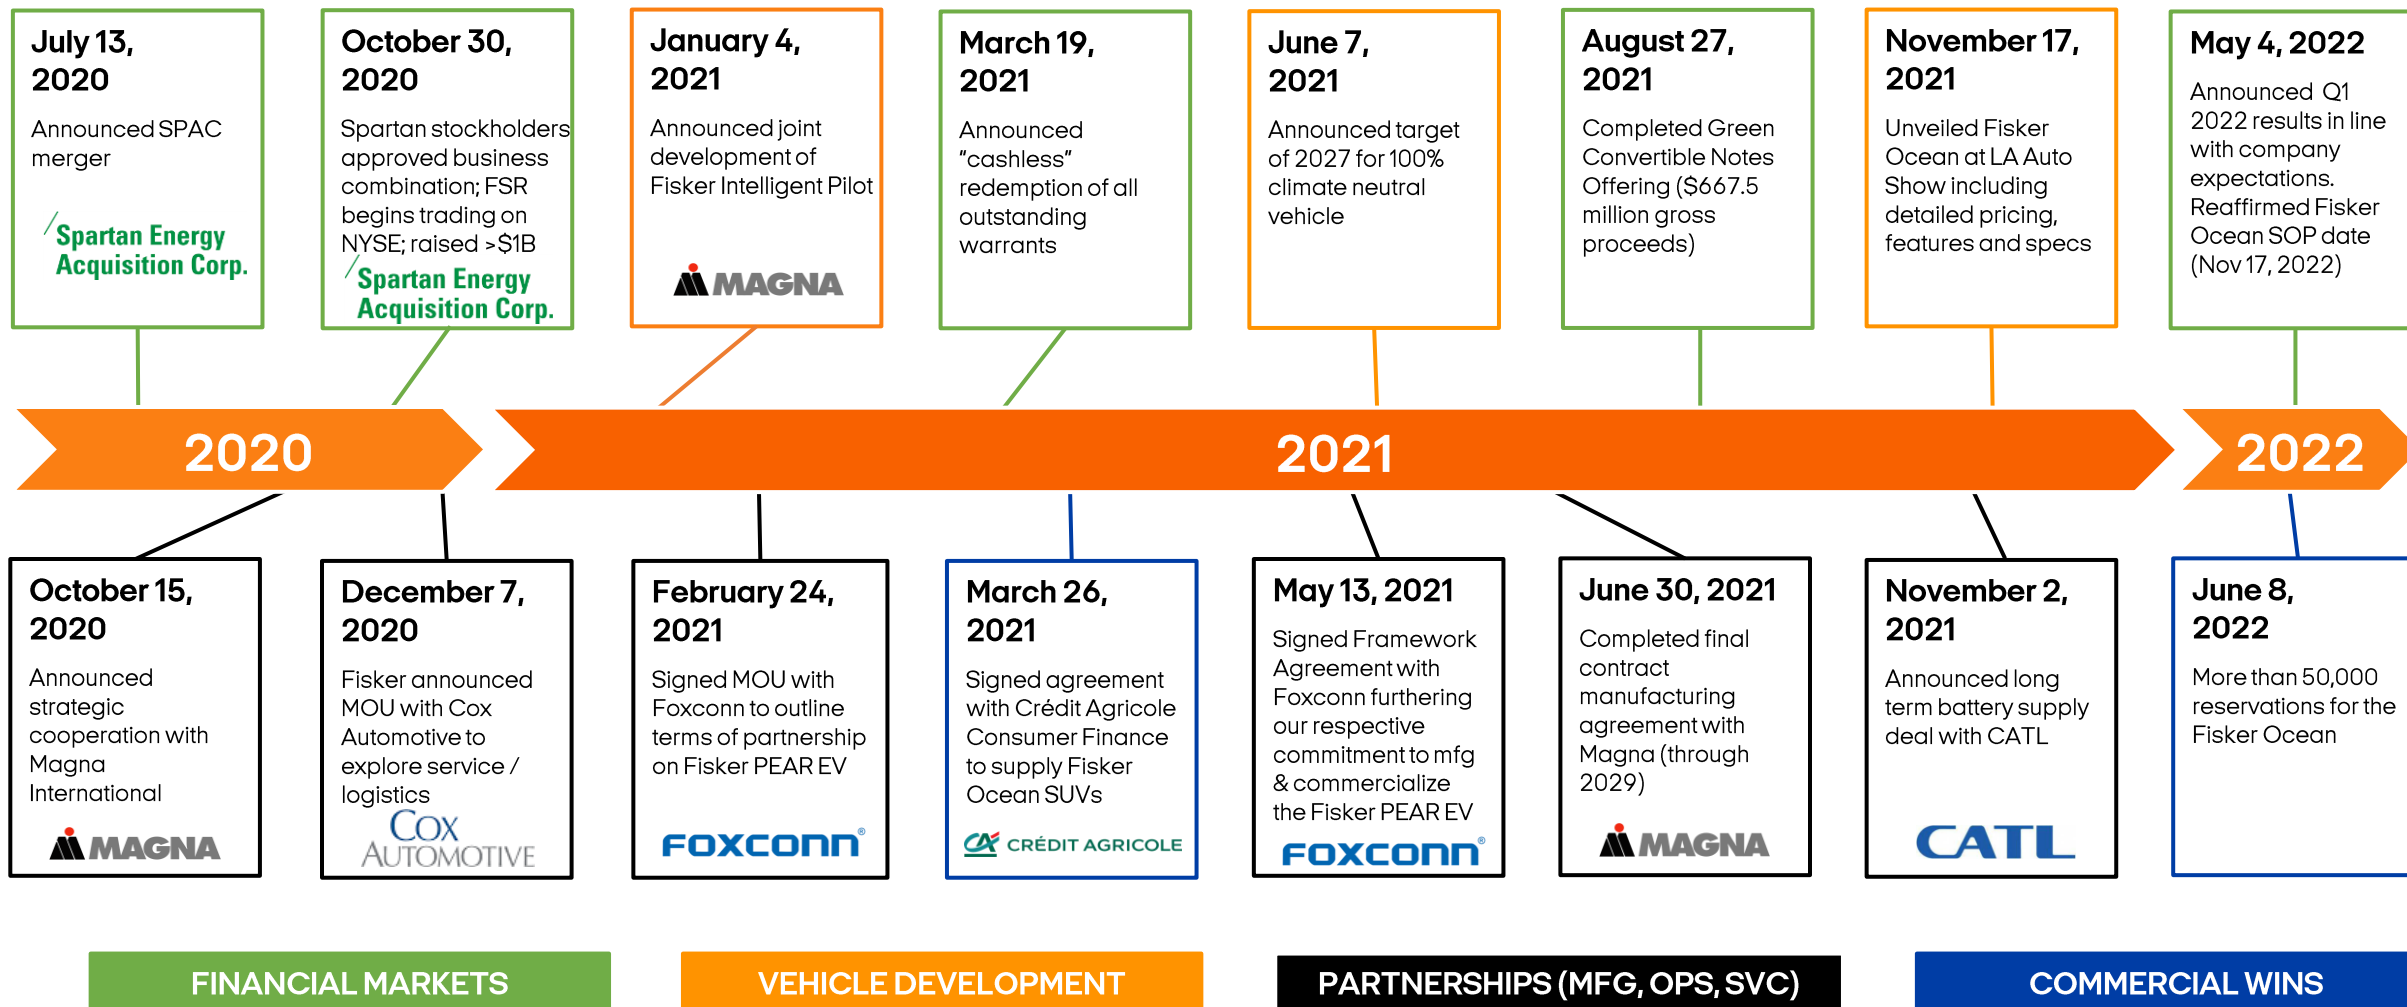 July 13,
2020
Announced SPAC
merger
Spartan Energy
Acquisition Corp.
October 30,
2020
Spartan stockholders
approved business
combination; FSR
begins trading on
NYSE; raised >$1B
Spartan Energy
Acquisition Corp.
January 4,
2021
Announced joint
development of
Fisker Intelligent Pilot
MAGNA
March 19,
2021
Announced
"cashless"
redemption of all
outstanding
warrants
June 7,
2021
Announced target
of 2027 for 100%
climate neutral
vehicle
August 27,
2021
Completed Green
Convertible Notes
Offering ($667.5
million gross
proceeds)
November 17,
2021
Unveiled Fisker
Ocean at LA Auto
Show including
detailed pricing,
features and specs
May 4, 2022
Announced Q1
2022 results in line
with company
expectations.
Reaffirmed Fisker
Ocean SOP date
(Nov 17, 2022)
2020
2021
2022
October 15,
2020
Announced
strategic
cooperation with
Magna
International
MAGNA
December 7,
2020
Fisker announced
MOU with Cox
Automotive to
explore service /
logistics
COX
AUTOMOTIVE
February 24,
2021
Signed MOU with
Foxconn to outline
terms of partnership
on Fisker PEAR EV
FOXCONN®
March 26,
2021
Signed agreement
with Crédit Agricole
Consumer Finance
to supply Fisker
Ocean SUVs
CA CRÉDIT AGRICOLE
May 13, 2021
Signed Framework
Agreement with
Foxconn furthering
our respective
commitment to mfg
& commercialize
the Fisker PEAR EV
FOXCONN®
June 30, 2021
Completed final
contract
manufacturing
agreement with
Magna (through
2029)
MAGNA
November 2,
2021
Announced long
term battery supply
deal with CATL
CATL
June 8,
2022
More than 50,000
reservations for the
Fisker Ocean
FINANCIAL MARKETS
VEHICLE DEVELOPMENT
PARTNERSHIPS (MFG, OPS, SVC)
COMMERCIAL WINS